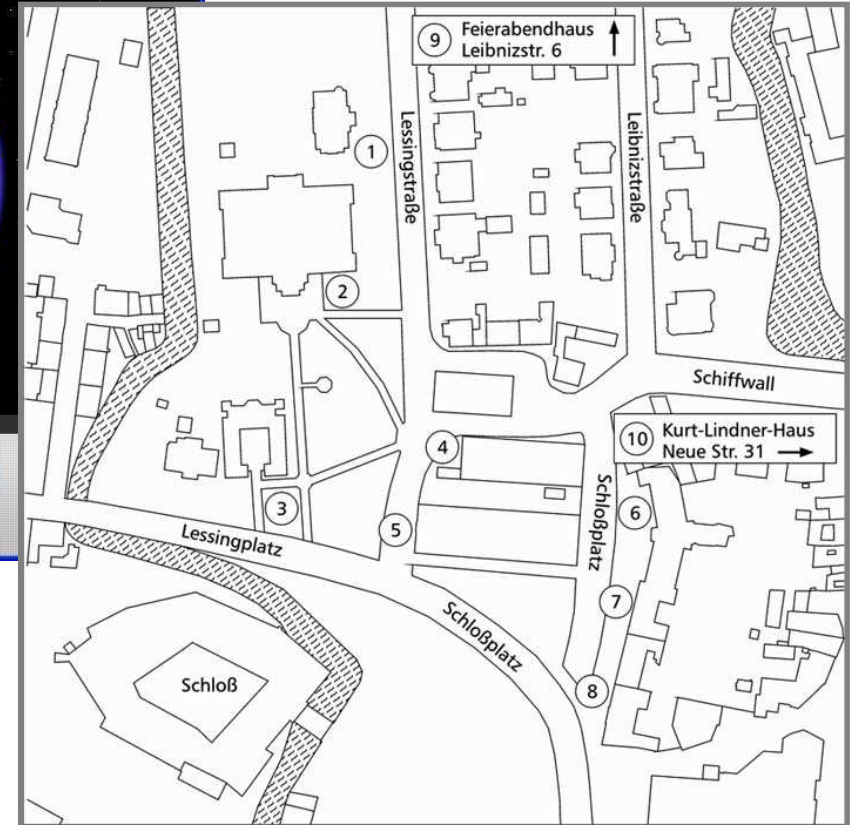 9 Feierabendhaus
Leibnizstr. 6
1
Lessingstraße
Leibnizstraße
2
Schiffwall
10 Kurt-Lindner-Haus
Neue Str. 31
4
3
5
Schloßplatz
6
Lessingplatz
7
Schloßplatz
8
Schloß